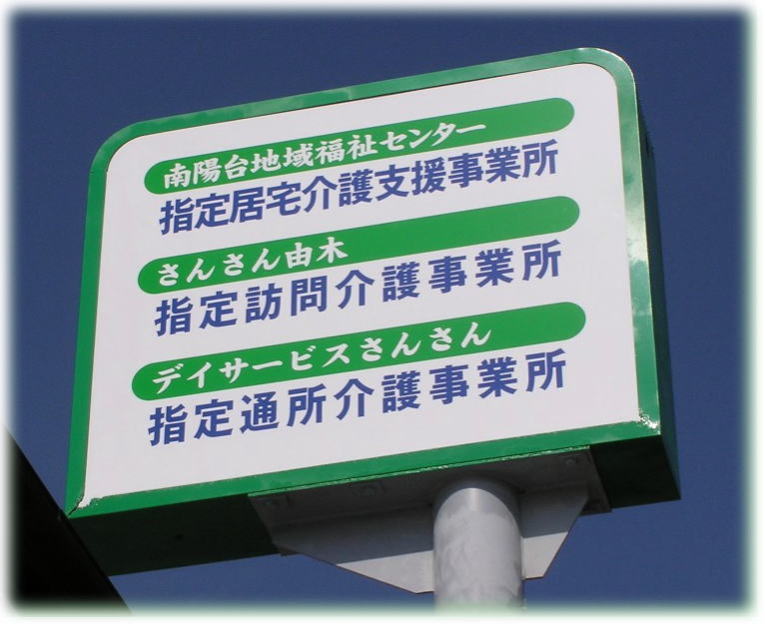 南陽台地域福祉センター
指定居宅介護支援事業所
さんさん由木
指定訪問介護事業所
デイサービスさんさん
指定通所介護事業所